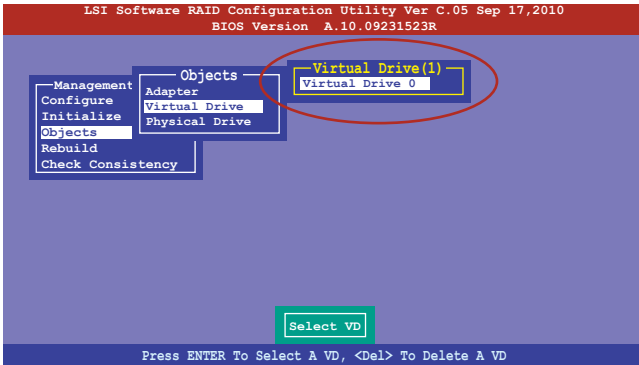 LSI Software RAID Configuration Utility Ver C.05 Sep 17,2010
BIOS Version A.10.09231523R
Management
Configure
Initialize
Objects
Rebuild
Check Consistency
Objects
Adapter
Virtual Drive
Physical Drive
Virtual Drive(1)
Virtual Drive 0
Select VD
Press ENTER To Select A VD, <Del> To Delete A VD